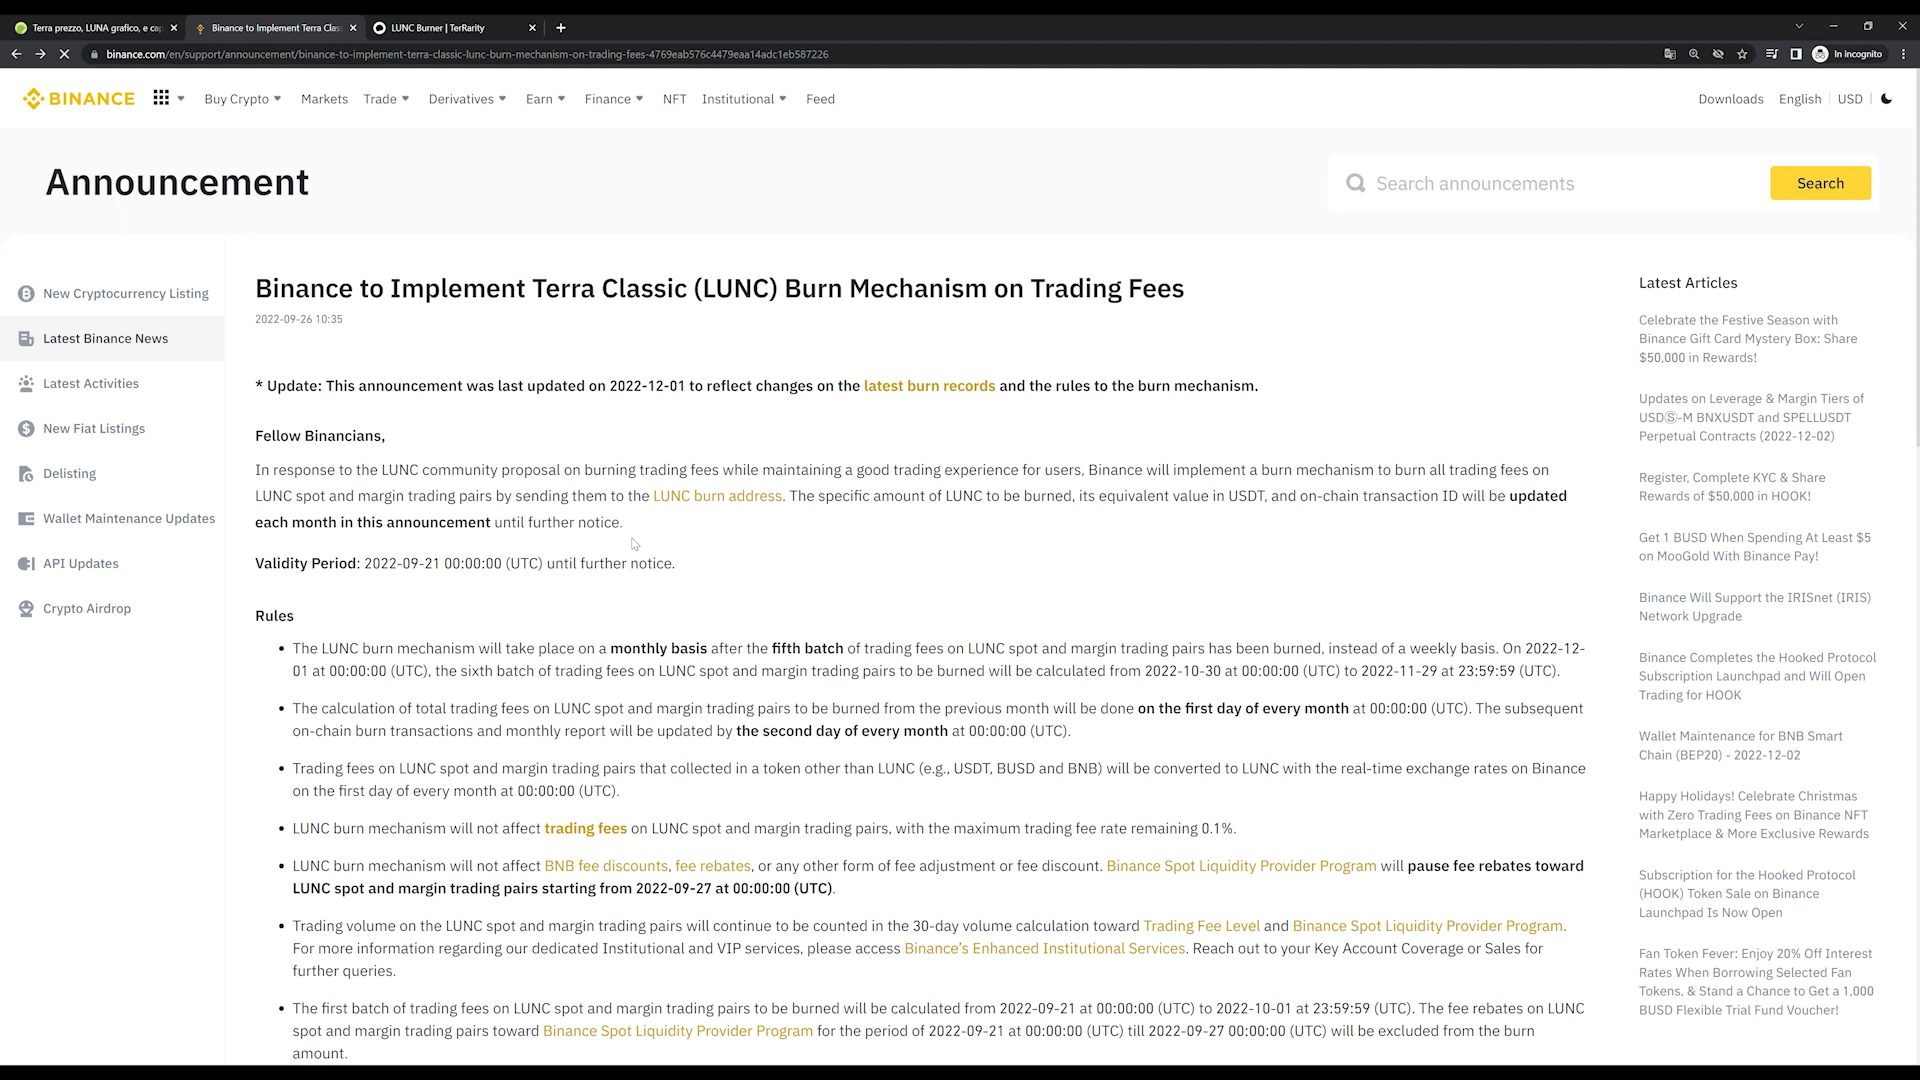 Terra prezzo, LUNA grafico, e cap
Binance to Implement Terra Clas
LUNC Burner | TerRarity
binance.com/en/support/announcement/binance-to-implement-terra-classic-lunc-burn-mechanism-on-trading-fees-4769eab576c4479eaa14adc1eb587226
In incognito
BINANCE
Buy Crypto
Markets
Trade
Derivatives
Earn
Finance
NFT
Institutional
Feed
Downloads
English
USD
Announcement
Search announcements
Search
New Cryptocurrency Listing
Latest Binance News
Latest Activities
New Fiat Listings
Delisting
Wallet Maintenance Updates
API Updates
Crypto Airdrop
Binance to Implement Terra Classic (LUNC) Burn Mechanism on Trading Fees
2022-09-26 10:35
* Update: This announcement was last updated on 2022-12-01 to reflect changes on the latest burn records and the rules to the burn mechanism.
Fellow Binancians,
In response to the LUNC community proposal on burning trading fees while maintaining a good trading experience for users, Binance will implement a burn mechanism to burn all trading fees on
LUNC spot and margin trading pairs by sending them to the LUNC burn address. The specific amount of LUNC to be burned, its equivalent value in USDT, and on-chain transaction ID will be updated
each month in this announcement until further notice.
Validity Period: 2022-09-21 00:00:00 (UTC) until further notice.
Rules
• The LUNC burn mechanism will take place on a monthly basis after the fifth batch of trading fees on LUNC spot and margin trading pairs has been burned, instead of a weekly basis. On 2022-12-
01 at 00:00:00 (UTC), the sixth batch of trading fees on LUNC spot and margin trading pairs to be burned will be calculated from 2022-10-30 at 00:00:00 (UTC) to 2022-11-29 at 23:59:59 (UTC).
• The calculation of total trading fees on LUNC spot and margin trading pairs to be burned from the previous month will be done on the first day of every month at 00:00:00 (UTC). The subsequent
on-chain burn transactions and monthly report will be updated by the second day of every month at 00:00:00 (UTC).
• Trading fees on LUNC spot and margin trading pairs that collected in a token other than LUNC (e.g., USDT, BUSD and BNB) will be converted to LUNC with the real-time exchange rates on Binance
on the first day of every month at 00:00:00 (UTC).
• LUNC burn mechanism will not affect trading fees on LUNC spot and margin trading pairs, with the maximum trading fee rate remaining 0.1%.
• LUNC burn mechanism will not affect BNB fee discounts, fee rebates, or any other form of fee adjustment or fee discount. Binance Spot Liquidity Provider Program will pause fee rebates toward
LUNC spot and margin trading pairs starting from 2022-09-27 at 00:00:00 (UTC).
• Trading volume on the LUNC spot and margin trading pairs will continue to be counted in the 30-day volume calculation toward Trading Fee Level and Binance Spot Liquidity Provider Program.
For more information regarding our dedicated Institutional and VIP services, please access Binance's Enhanced Institutional Services. Reach out to your Key Account Coverage or Sales for
further queries.
• The first batch of trading fees on LUNC spot and margin trading pairs to be burned will be calculated from 2022-09-21 at 00:00:00 (UTC) to 2022-10-01 at 23:59:59 (UTC). The fee rebates on LUNC
spot and margin trading pairs toward Binance Spot Liquidity Provider Program for the period of 2022-09-21 at 00:00:00 (UTC) till 2022-09-27 00:00:00 (UTC) will be excluded from the burn
amount.
Latest Articles
Celebrate the Festive Season with
Binance Gift Card Mystery Box: Share
$50,000 in Rewards!
Updates on Leverage & Margin Tiers of
USDⓈ-M BNXUSDT and SPELLUSDT
Perpetual Contracts (2022-12-02)
Register, Complete KYC & Share
Rewards of $50,000 in HOOK!
Get 1 BUSD When Spending At Least $5
on MooGold With Binance Pay!
Binance Will Support the IRISnet (IRIS)
Network Upgrade
Binance Completes the Hooked Protocol
Subscription Launchpad and Will Open
Trading for HOOK
Wallet Maintenance for BNB Smart
Chain (BEP20) - 2022-12-02
Happy Holidays! Celebrate Christmas
with Zero Trading Fees on Binance NFT
Marketplace & More Exclusive Rewards
Subscription for the Hooked Protocol
(HOOK) Token Sale on Binance
Launchpad Is Now Open
Fan Token Fever: Enjoy 20% Off Interest
Rates When Borrowing Selected Fan
Tokens, & Stand a Chance to Get a 1,000
BUSD Flexible Trial Fund Voucher!